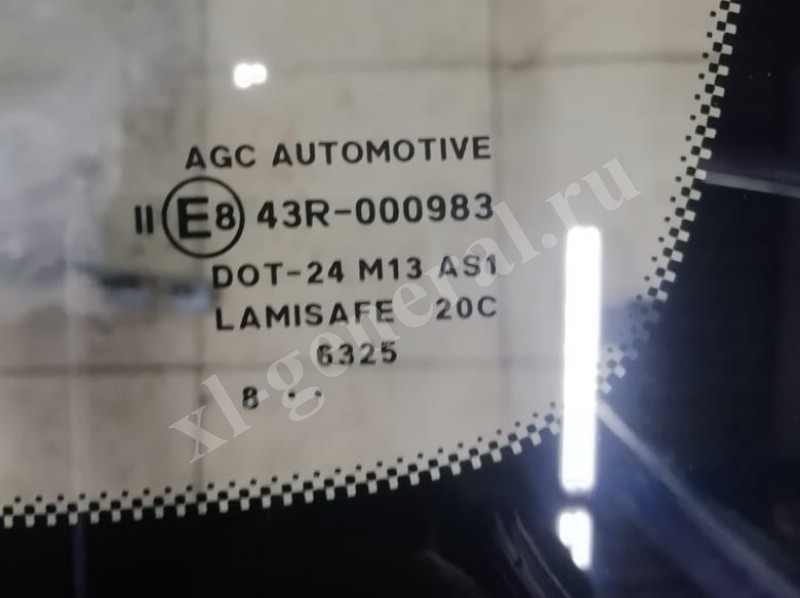 AGC AUTOMOTIVE
II E8 43R-000983
DOT-24 M13 AS1
LAMISAFE 20C
6325
8 ··
xl-general.ru